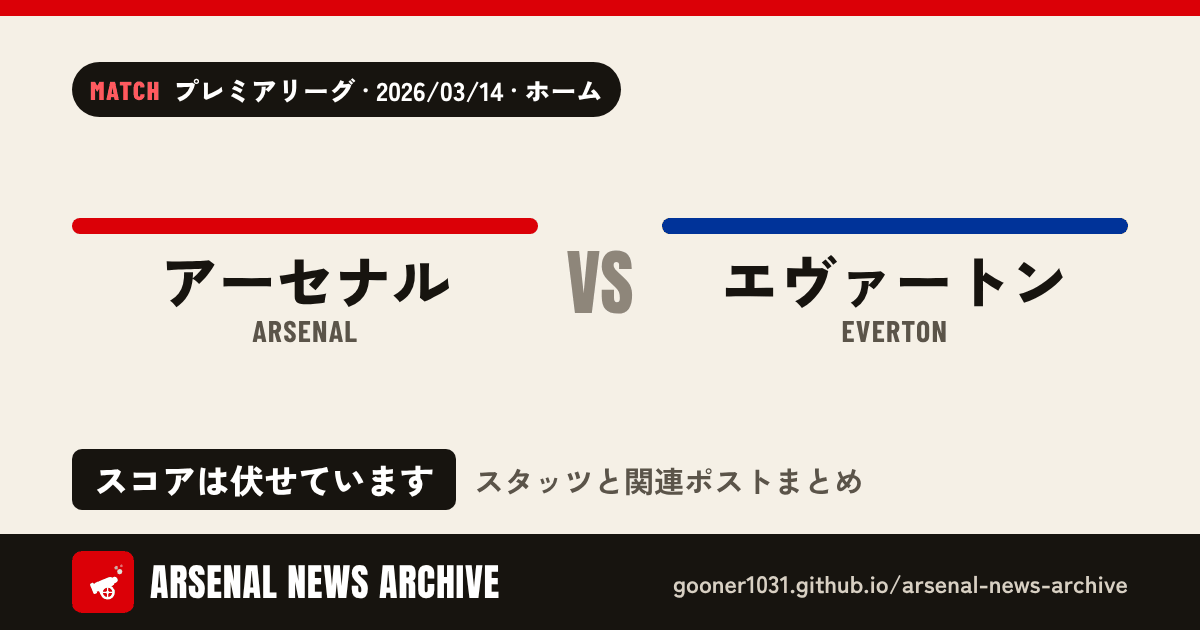 MATCH プレミアリーグ · 2026/03/14 · ホーム
アーセナル VS エヴァートン
ARSENAL EVERTON
スコアは伏せています スタッツと関連ポストまとめ
ARSENAL NEWS ARCHIVE gooner1031.github.io/arsenal-news-archive